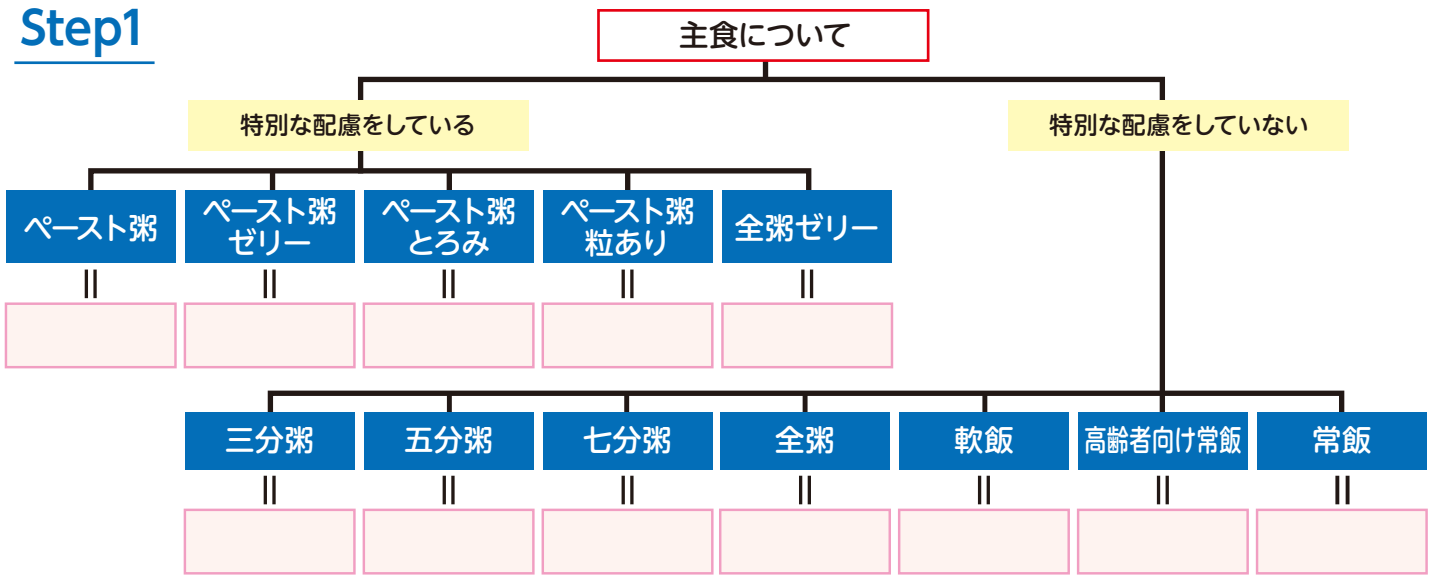 Step1
主食について
特別な配慮をしている
特別な配慮をしていない
ペースト粥
ペースト粥
ゼリー
ペースト粥
とろみ
ペースト粥
粒あり
全粥ゼリー
三分粥
五分粥
七分粥
全粥
軟飯
高齢者向け常飯
常飯